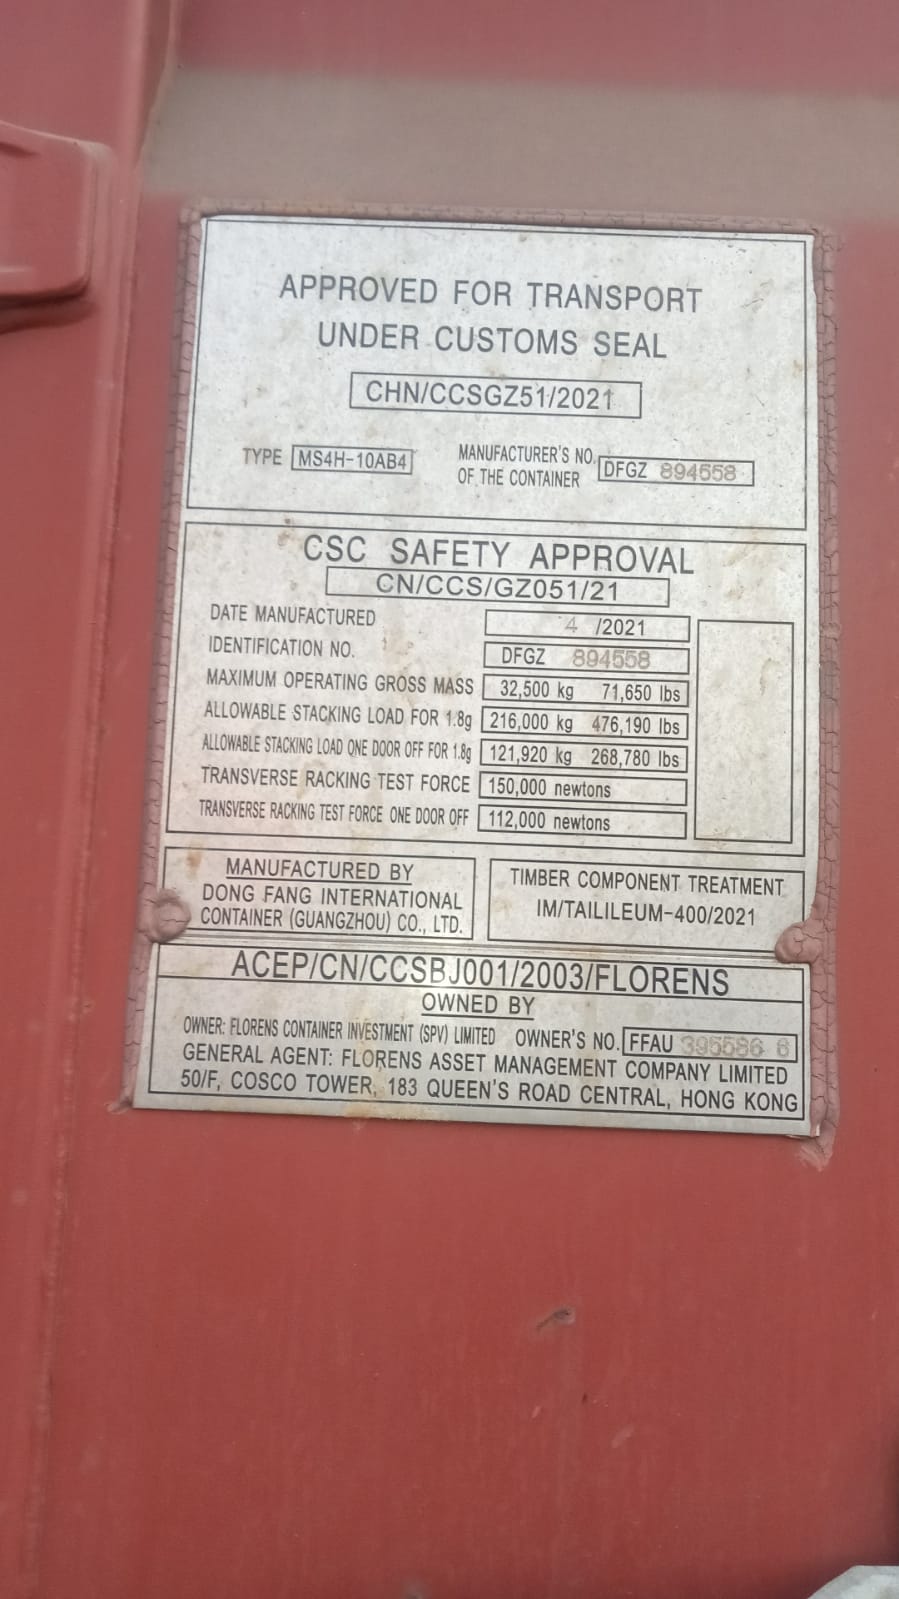 APPROVED FOR TRANSPORT
UNDER CUSTOMS SEAL
CHN/CCSGZ51/2021
TYPE MS4H-10AB4 MANUFACTURER'S NO. OF THE CONTAINER DFGZ 894558
CSC SAFETY APPROVAL
CN/CCS/GZ051/21
DATE MANUFACTURED 4 /2021
IDENTIFICATION NO. DFGZ 894558
MAXIMUM OPERATING GROSS MASS 32,500 kg 71,650 lbs
ALLOWABLE STACKING LOAD FOR 1.8g 216,000 kg 476,190 lbs
ALLOWABLE STACKING LOAD ONE DOOR OFF FOR 1.8g 121,920 kg 268,780 lbs
TRANSVERSE RACKING TEST FORCE 150,000 newtons
TRANSVERSE RACKING TEST FORCE ONE DOOR OFF 112,000 newtons
MANUFACTURED BY
DONG FANG INTERNATIONAL
CONTAINER (GUANGZHOU) CO., LTD.
TIMBER COMPONENT TREATMENT
IM/TAILILEUM-400/2021
ACEP/CN/CCSBJ001/2003/FLORENS
OWNED BY
OWNER: FLORENS CONTAINER INVESTMENT (SPV) LIMITED OWNER'S NO. FFAU
GENERAL AGENT: FLORENS ASSET MANAGEMENT COMPANY LIMITED
50/F, COSCO TOWER, 183 QUEEN'S ROAD CENTRAL, HONG KONG